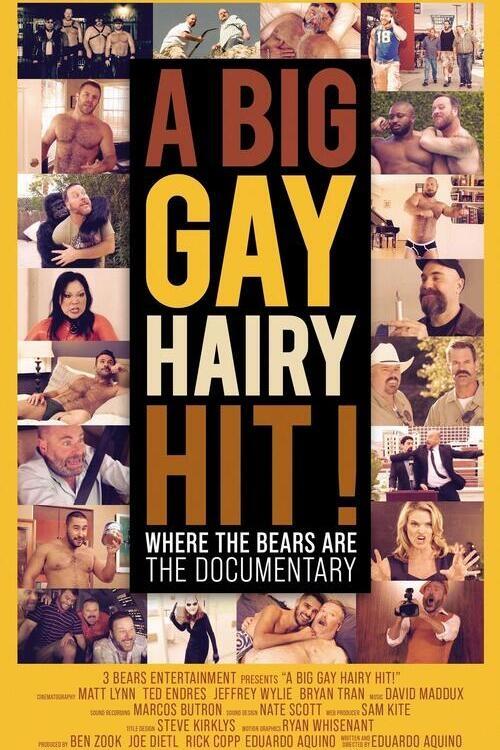 A BIG
GAY
HAIRY
HIT!
WHERE THE BEARS ARE
THE DOCUMENTARY
18
3 BEARS ENTERTAINMENT PRESENTS "A BIG GAY HAIRY HIT!"
CINEMATOGRAPHY MATT LYNN TED ENDRES JEFFREY WYLIE BRYAN TRAN MUSIC DAVID MADDUX
SOUND RECORDING MARCOS BUTRON SOUND DESIGN NATE SCOTT WEB PRODUCER SAM KITE
TITLE DESIGN STEVE KIRKLYS MOTION GRAPHICS RYAN WHISENANT
PRODUCED BY BEN ZOOK JOE DIETL RICK COPP EDUARDO AQUINO WRITTEN AND DIRECTED BY EDUARDO AQUINO